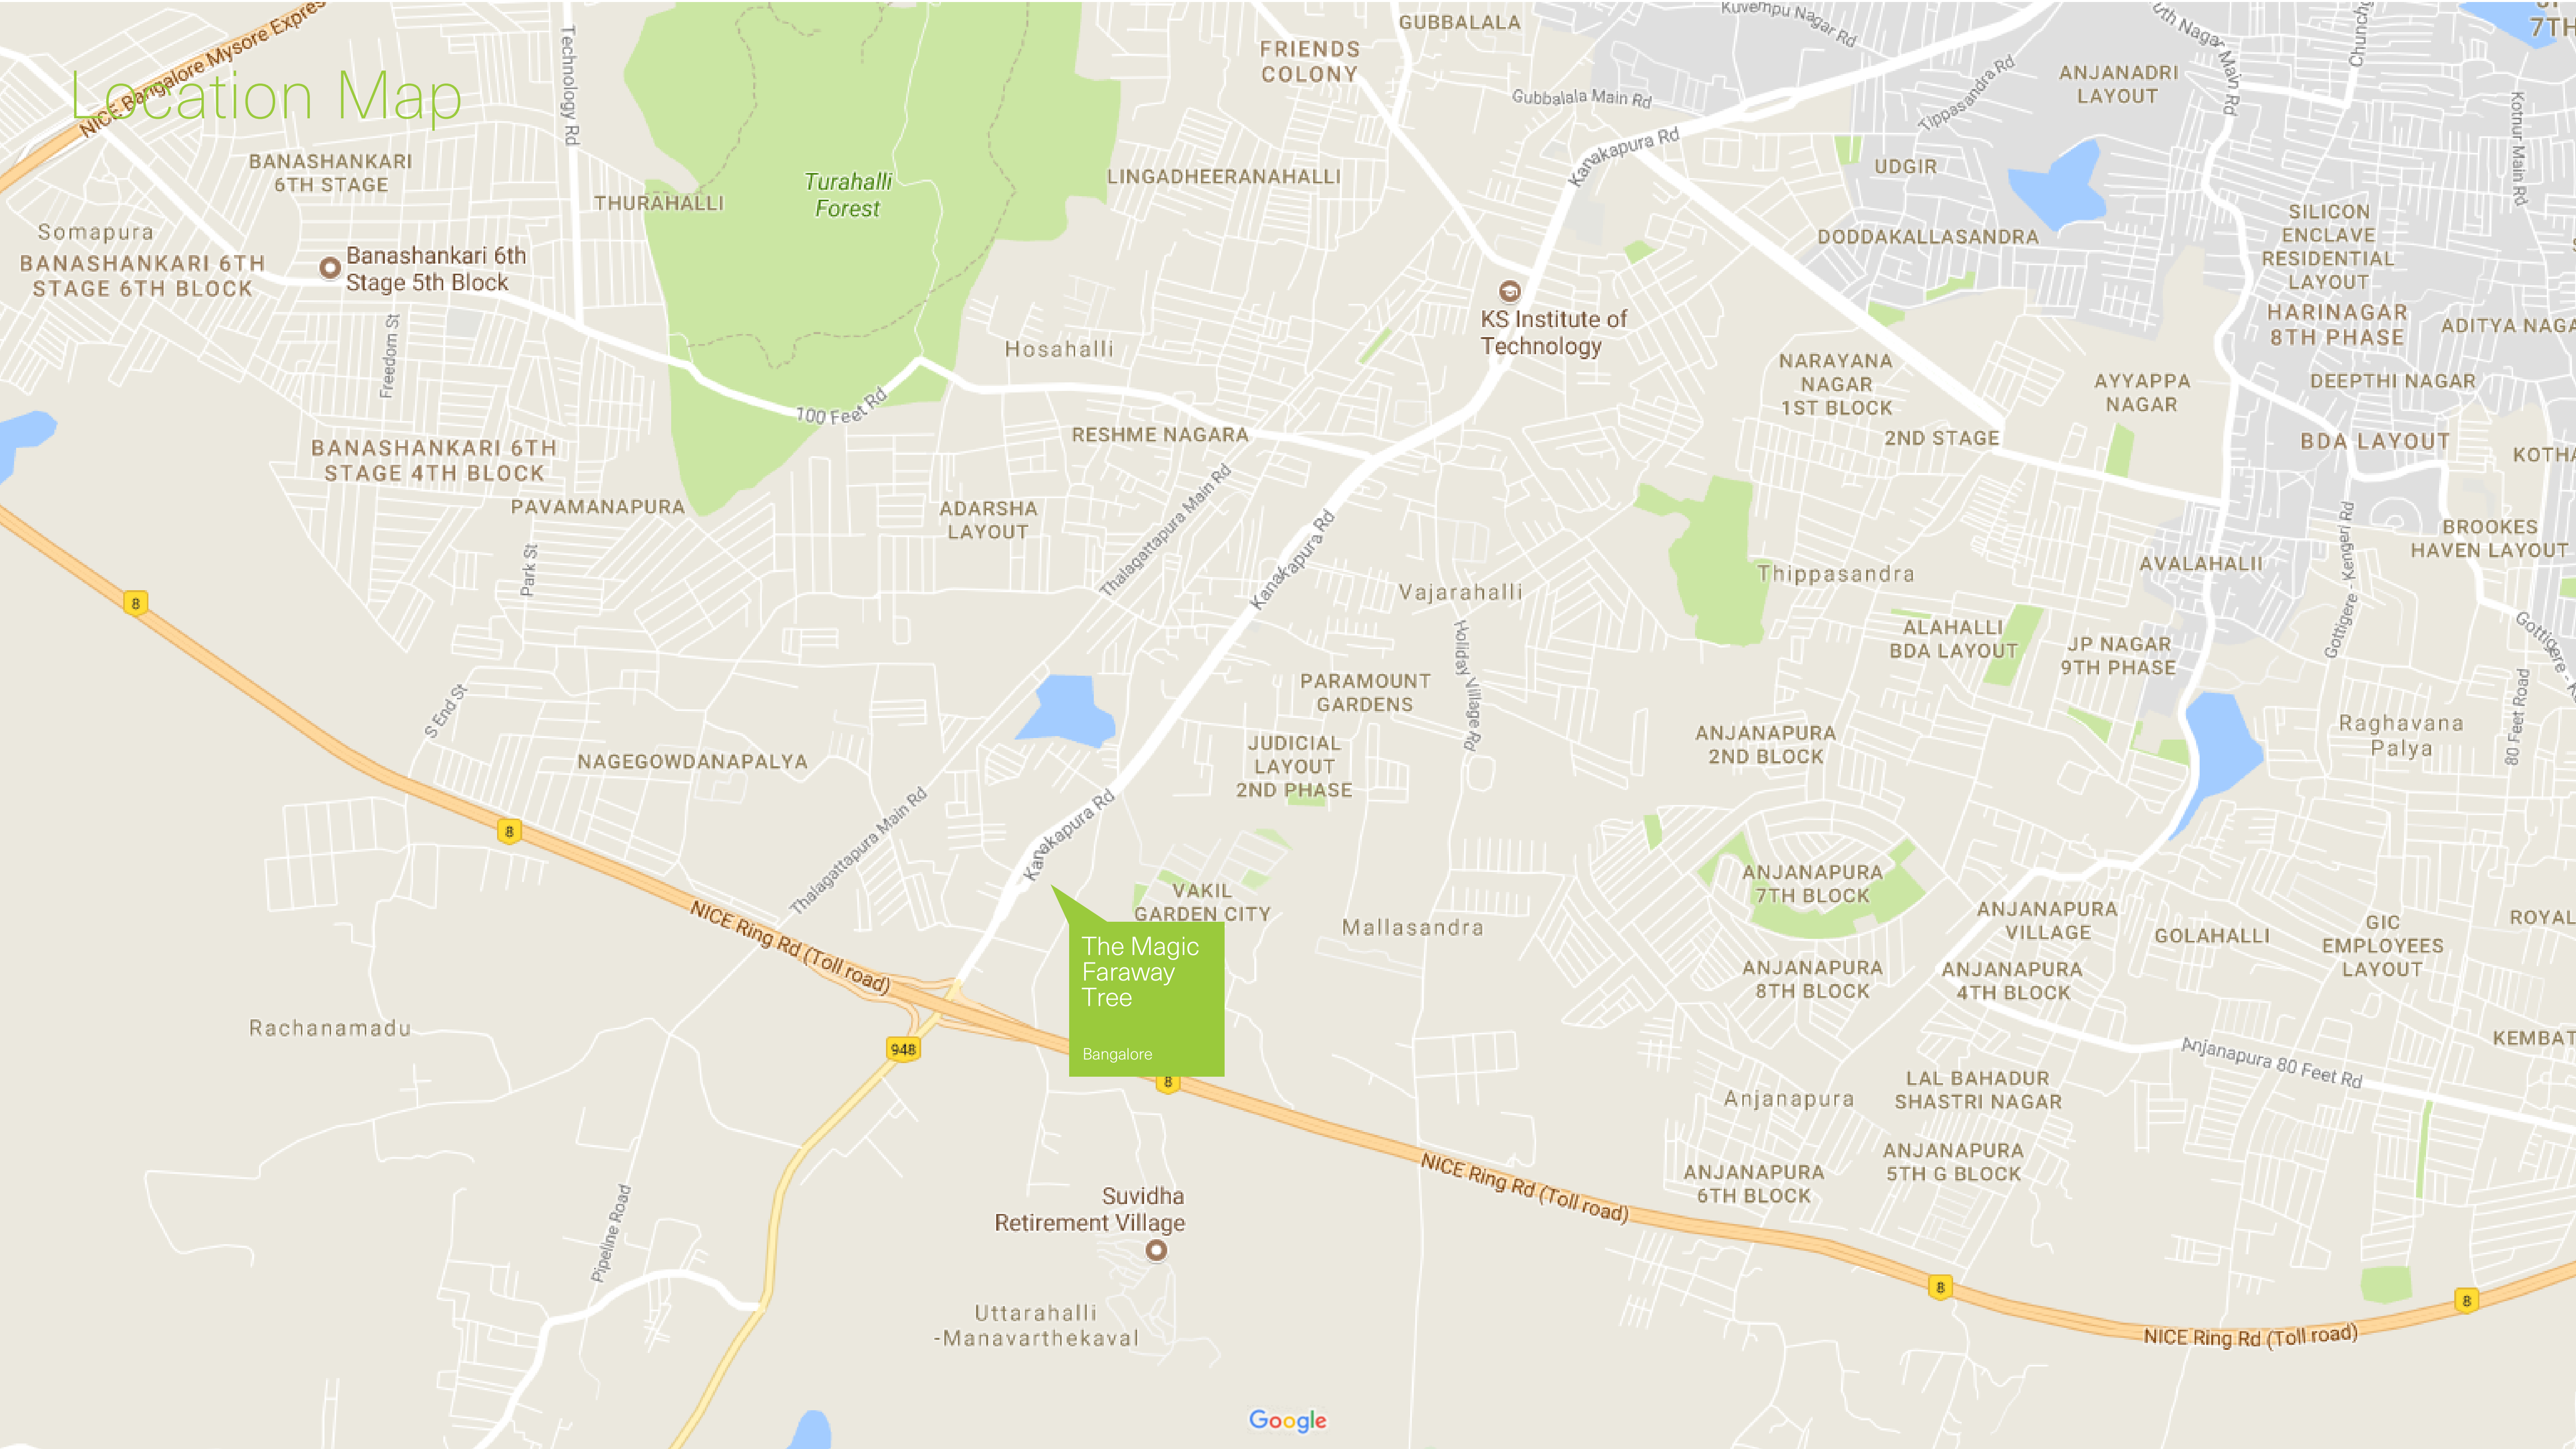 Location Map
NICE Bangalore Mysore Expres
Technology Rd
GUBBALALA
Kuvempu Nagar Rd
7TH
FRIENDS
COLONY
Gubbalala Main Rd
Tippasandra Rd
ANJANADRI
LAYOUT
Main Rd
Kotnur Main Rd
Kanakapura Rd
BANASHANKARI
6TH STAGE
THURAHALLI
Turahalli
Forest
LINGADHEERANAHALLI
UDGIR
Somapura
BANASHANKARI 6TH
STAGE 6TH BLOCK
Banashankari 6th
Stage 5th Block
DODDAKALLASANDRA
SILICON
ENCLAVE
RESIDENTIAL
LAYOUT
HARINAGAR
8TH PHASE
ADITYA NAGA
Freedom St
Hosahalli
KS Institute of
Technology
NARAYANA
NAGAR
1ST BLOCK
AYYAPPA
NAGAR
DEEPTHI NAGAR
100 Feet Rd
RESHME NAGARA
2ND STAGE
BDA LAYOUT
KOTHA
BANASHANKARI 6TH
STAGE 4TH BLOCK
PAVAMANAPURA
ADARSHA
LAYOUT
Thalagattapura Main Rd
Kanakapura Rd
Park St
Vajarahalli
Thippasandra
AVALAHALII
Gottigere - Kengeri Rd
BROOKES
HAVEN LAYOUT
Gottigere - K
8
ALAHALLI
BDA LAYOUT
JP NAGAR
9TH PHASE
Holiday Village Rd
PARAMOUNT
GARDENS
S End St
80 Feet Road
Raghavana
Palya
NAGEGOWDANAPALYA
JUDICIAL
LAYOUT
2ND PHASE
ANJANAPURA
2ND BLOCK
8
Thalagattapura Main Rd
Kanakapura Rd
VAKIL
GARDEN CITY
ANJANAPURA
7TH BLOCK
Mallasandra
ANJANAPURA
VILLAGE
GOLAHALLI
GIC
EMPLOYEES
LAYOUT
ROYAL
NICE Ring Rd (Toll road)
The Magic
Faraway
Tree
Bangalore
ANJANAPURA
8TH BLOCK
ANJANAPURA
4TH BLOCK
Rachanamadu
948
8
KEMBAT
Anjanapura 80 Feet Rd
Anjanapura
LAL BAHADUR
SHASTRI NAGAR
ANJANAPURA
5TH G BLOCK
ANJANAPURA
6TH BLOCK
NICE Ring Rd (Toll road)
Suvidha
Retirement Village
Pipeline Road
8
8
Uttarahalli
-Manavarthekaval
NICE Ring Rd (Toll road)
Google